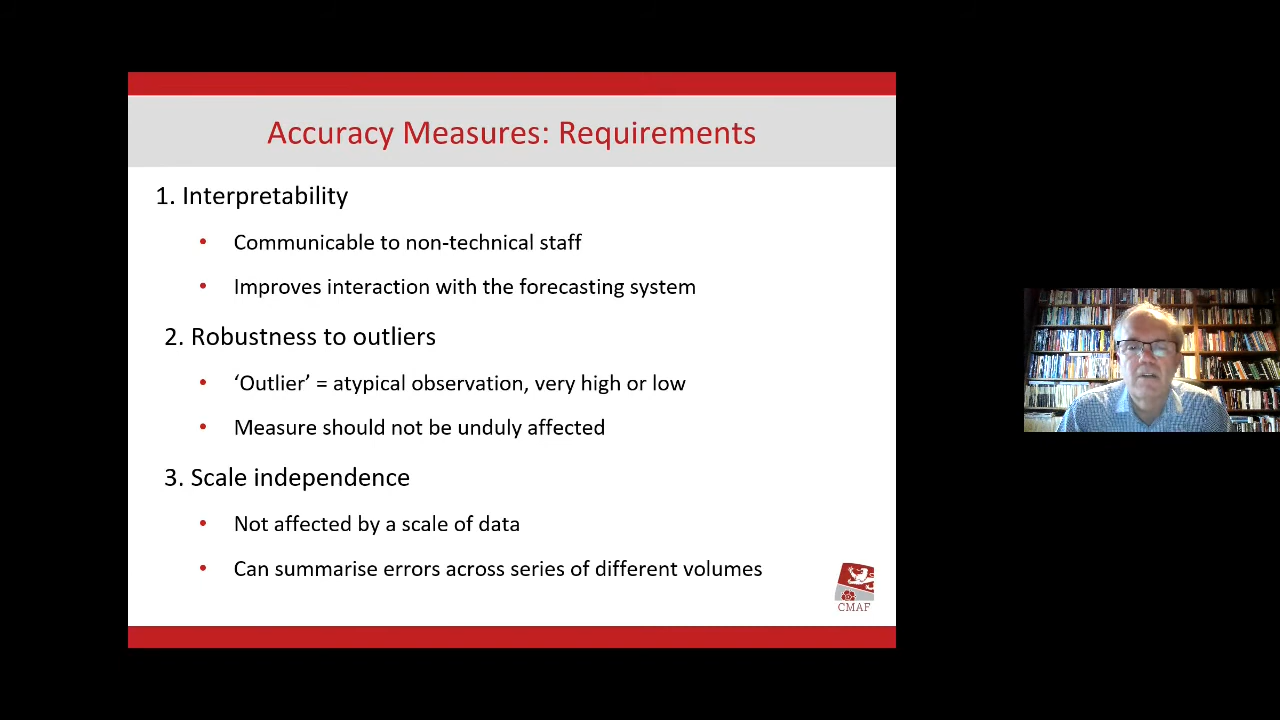 Accuracy Measures: Requirements
1. Interpretability
• Communicable to non-technical staff
• Improves interaction with the forecasting system
2. Robustness to outliers
• ‘Outlier’ = atypical observation, very high or low
• Measure should not be unduly affected
3. Scale independence
• Not affected by a scale of data
• Can summarise errors across series of different volumes
CMAF